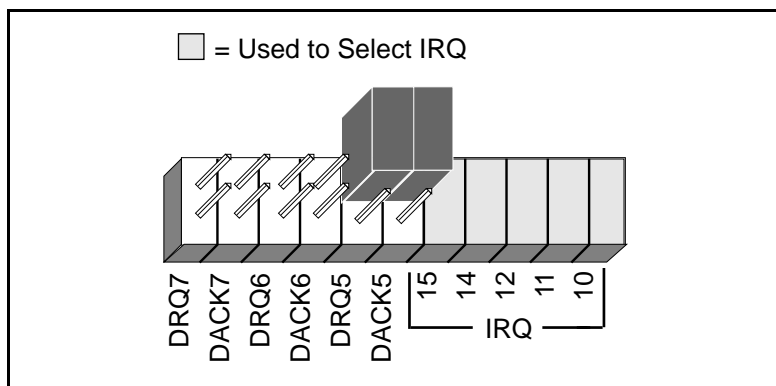 = Used to Select IRQ
DRQ7
DACK7
DRQ6
DACK6
DRQ5
DACK5
15
14
12
11
10
IRQ